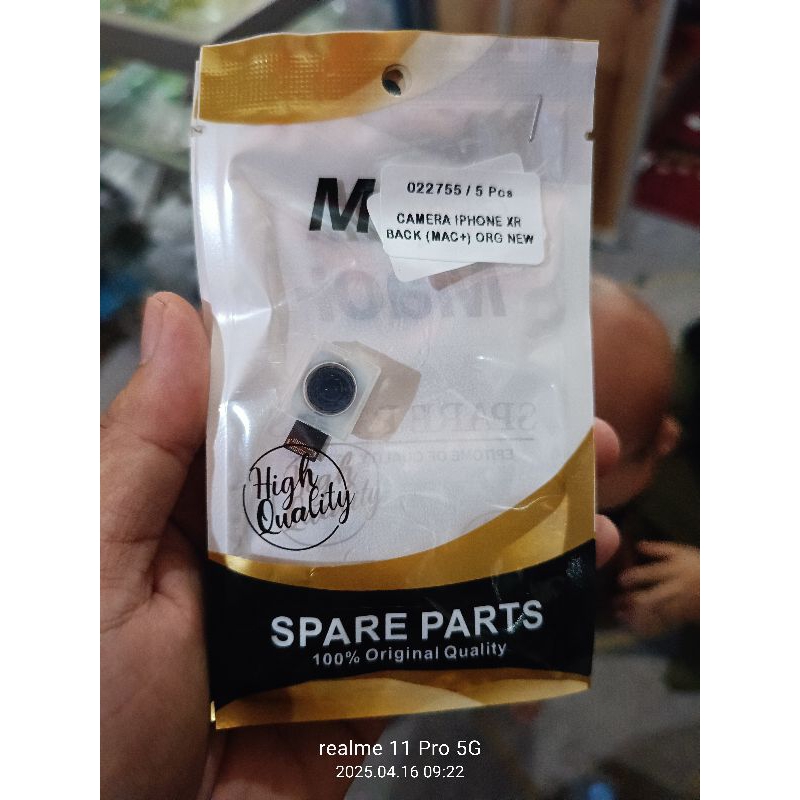 022755 / 5 Pcs
CAMERA IPHONE XR
BACK (MAC+) ORG NEW
High
Quality
SPARE PARTS
100% Original Quality
realme 11 Pro 5G
2025.04.16 09:22